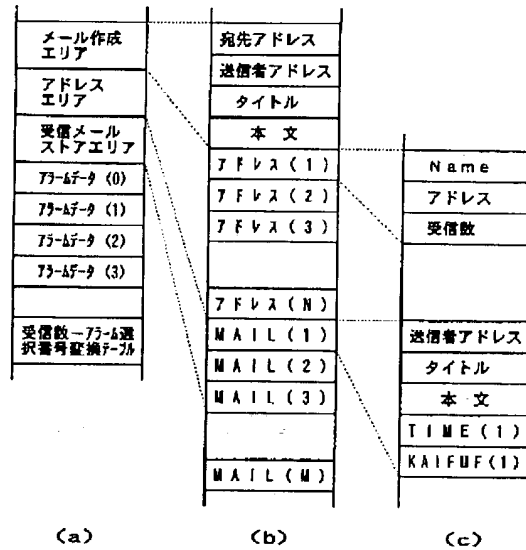 メール作成
エリア
アドレス
エリア
受信メール
ストアエリア
アラームデータ (0)
アラームデータ (1)
アラームデータ (2)
アラームデータ (3)
受信数−アラーム選
択番号変換テーブル
(a)
宛先アドレス
送信者アドレス
タイトル
本文
アドレス(1)
アドレス(2)
アドレス(3)
アドレス(N)
MAIL(1)
MAIL(2)
MAIL(3)
MAIL(M)
(b)
Name
アドレス
受信数
送信者アドレス
タイトル
本文
TIME(1)
KAIFUF(1)
(c)